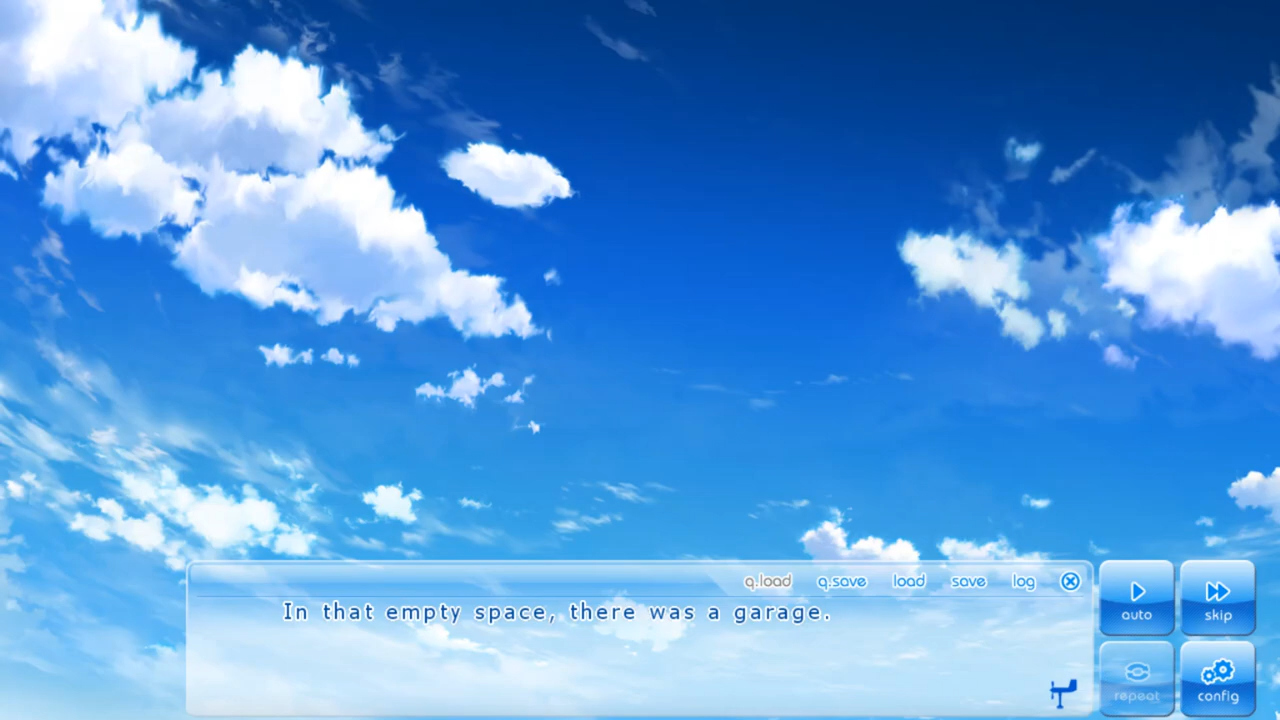 q.load q.save load save log
In that empty space, there was a garage.
auto skip
repeat config